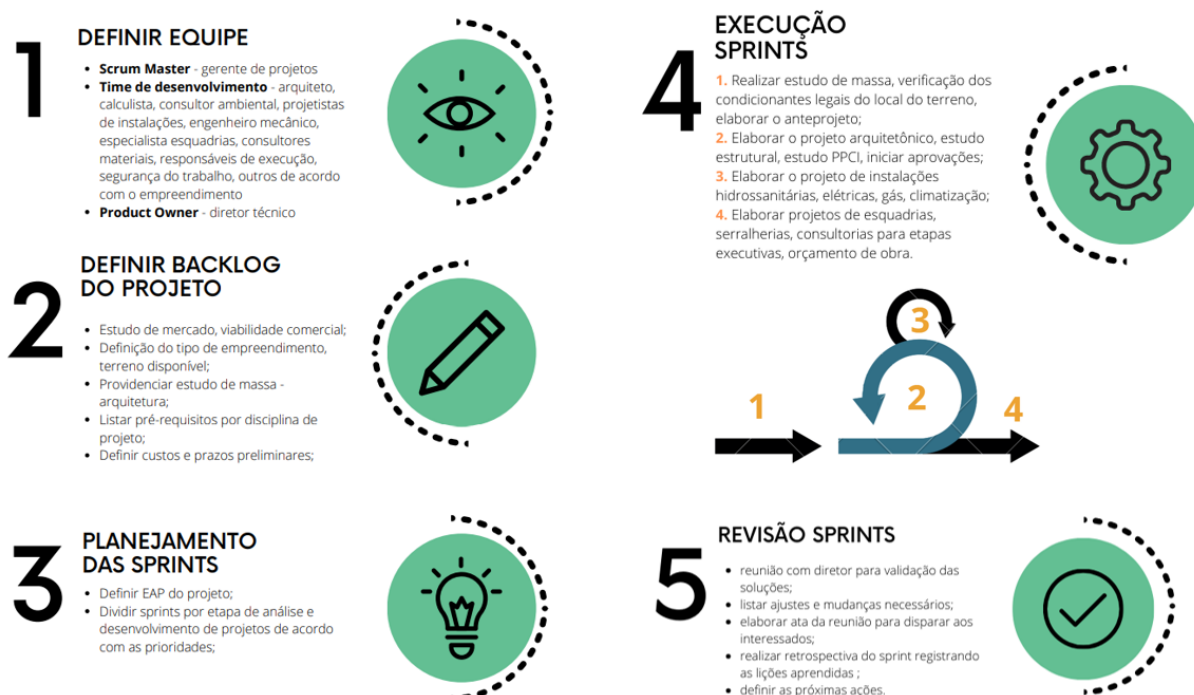 1
DEFINIR EQUIPE
• Scrum Master - gerente de projetos
• Time de desenvolvimento - arquiteto,
calculista, consultor ambiental, projetistas
de instalações, engenheiro mecânico,
especialista esquadrias, consultores
materiais, responsáveis de execução,
segurança do trabalho, outros de acordo
com o empreendimento
• Product Owner - diretor técnico
2
DEFINIR BACKLOG
DO PROJETO
• Estudo de mercado, viabilidade comercial;
• Definição do tipo de empreendimento,
terreno disponível;
• Providenciar estudo de massa -
arquitetura;
• Listar pré-requisitos por disciplina de
projeto;
• Definir custos e prazos preliminares;
3
PLANEJAMENTO
DAS SPRINTS
• Definir EAP do projeto;
• Dividir sprints por etapa de análise e
desenvolvimento de projetos de acordo
com as prioridades;
4
EXECUÇÃO
SPRINTS
1. Realizar estudo de massa, verificação dos
condicionantes legais do local do terreno,
elaborar o anteprojeto;
2. Elaborar o projeto arquitetônico, estudo
estrutural, estudo PPCI, iniciar aprovações;
3. Elaborar o projeto de instalações
hidrossanitárias, elétricas, gás, climatização;
4. Elaborar projetos de esquadrias,
serralherias, consultorias para etapas
executivas, orçamento de obra.
3
1
2
4
5
REVISÃO SPRINTS
• reunião com diretor para validação das
soluções;
• listar ajustes e mudanças necessários;
• elaborar ata da reunião para disparar aos
interessados;
• realizar retrospectiva do sprint registrando
as lições aprendidas ;
• definir as próximas ações.